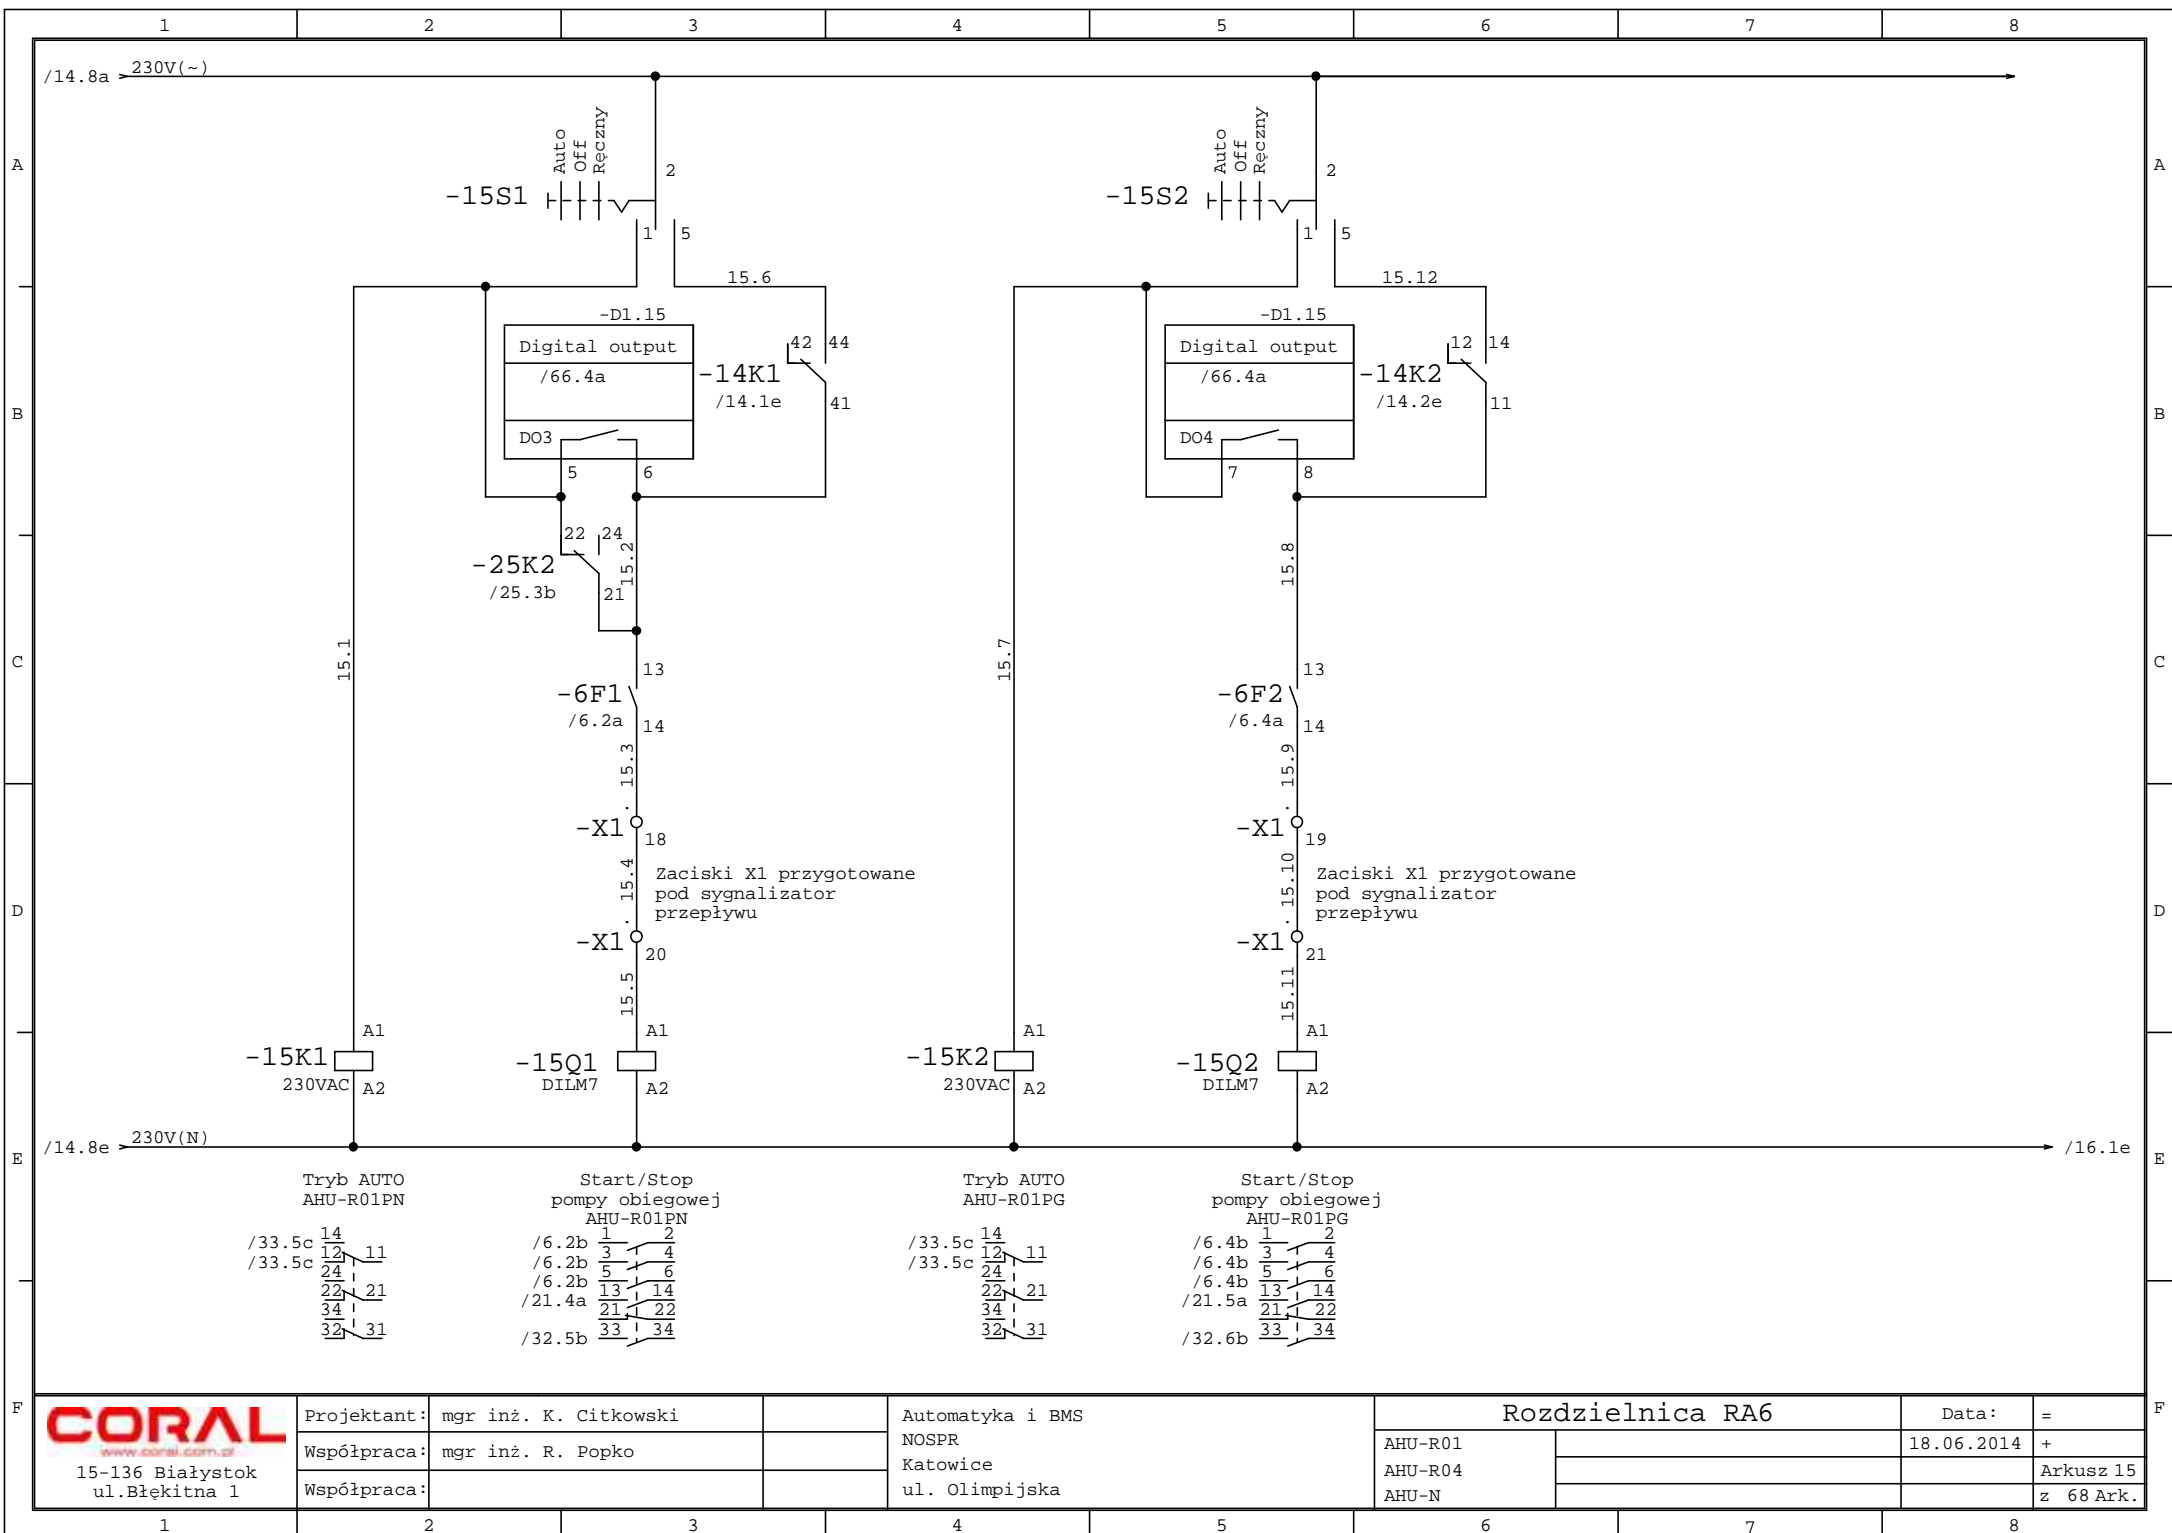 1 2 3 4 5 6 7 8
/14.8a 230V(~)
A A
Auto Off Ręczny
-15S1
2
1 5
15.6
Auto Off Ręczny
-15S2
2
1 5
15.12
B B
-D1.15
Digital output
/66.4a
DO3
5 6
-14K1
/14.1e
42 44
41
-D1.15
Digital output
/66.4a
DO4
7 8
-14K2
/14.2e
12 14
11
C C
15.1
-25K2
/25.3b
22 24
21
15.2
15.7
15.8
13
-6F1
/6.2a
14
15.3
13
-6F2
/6.4a
14
15.9
D D
-X1
18
15.4
Zaciski X1 przygotowane
pod sygnalizator
przepływu
-X1
20
15.5
-X1
19
15.10
Zaciski X1 przygotowane
pod sygnalizator
przepływu
-X1
21
15.11
A1
-15K1
230VAC
A2
A1
-15Q1
DILM7
A2
A1
-15K2
230VAC
A2
A1
-15Q2
DILM7
A2
E E
/14.8e 230V(N)
/16.1e
Tryb AUTO
AHU-R01PN
14
/33.5c 12 11
/33.5c
24
22 21
34
32 31
Start/Stop
pompy obiegowej
AHU-R01PN
/6.2b 1 2
/6.2b 3 4
/6.2b 5 6
/21.4a 13 14
21 22
/32.5b 33 34
Tryb AUTO
AHU-R01PG
14
/33.5c 12 11
/33.5c
24
22 21
34
32 31
Start/Stop
pompy obiegowej
AHU-R01PG
/6.4b 1 2
/6.4b 3 4
/6.4b 5 6
/21.5a 13 14
21 22
/32.6b 33 34
F F
CORAL
www.coral.com.pl
15-136 Białystok
ul.Błękitna 1
Projektant: mgr inż. K. Citkowski
Współpraca: mgr inż. R. Popko
Współpraca:
Automatyka i BMS
NOSPR
Katowice
ul. Olimpijska
Rozdzielnica RA6
AHU-R01
AHU-R04
AHU-N
Data: =
18.06.2014 +
Arkusz 15
z 68 Ark.
1 2 3 4 5 6 7 8